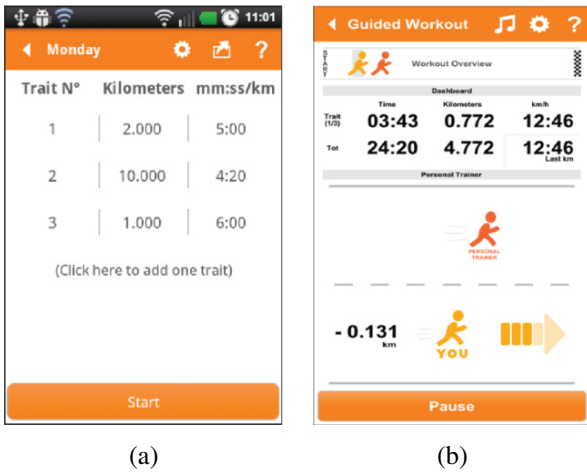 11:01
Monday ?
Trait N° Kilometers mm:ss/km
1 2.000 5:00
2 10.000 4:20
3 1.000 6:00
(Click here to add one trait)
Start
(a)
Guided Workout ?
START
Workout Overview
Dashboard
Time Kilometers km/h
Trait (1/3) 03:43 0.772 12:46
Tot 24:20 4.772 12:46
Last km
Personal Trainer
PERSONAL
TRAINER
- 0.131
km
YOU
Pause
(b)